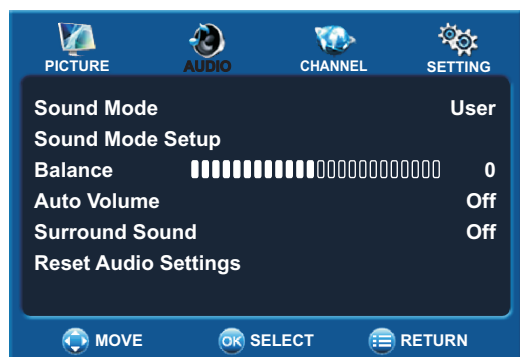 PICTURE AUDIO CHANNEL SETTING
Sound Mode User
Sound Mode Setup
Balance 0
Auto Volume Off
Surround Sound Off
Reset Audio Settings
MOVE OK SELECT RETURN